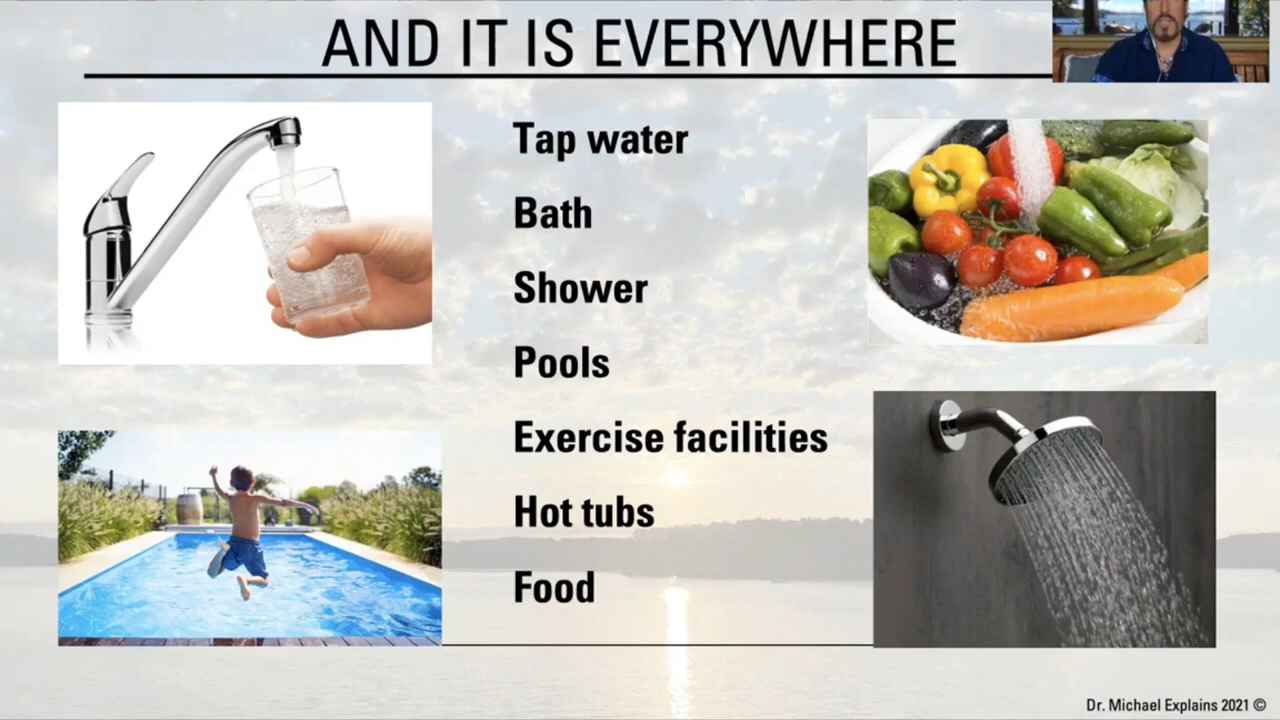 AND IT IS EVERYWHERE
Tap water
Bath
Shower
Pools
Exercise facilities
Hot tubs
Food
Dr. Michael Explains 2021 ©